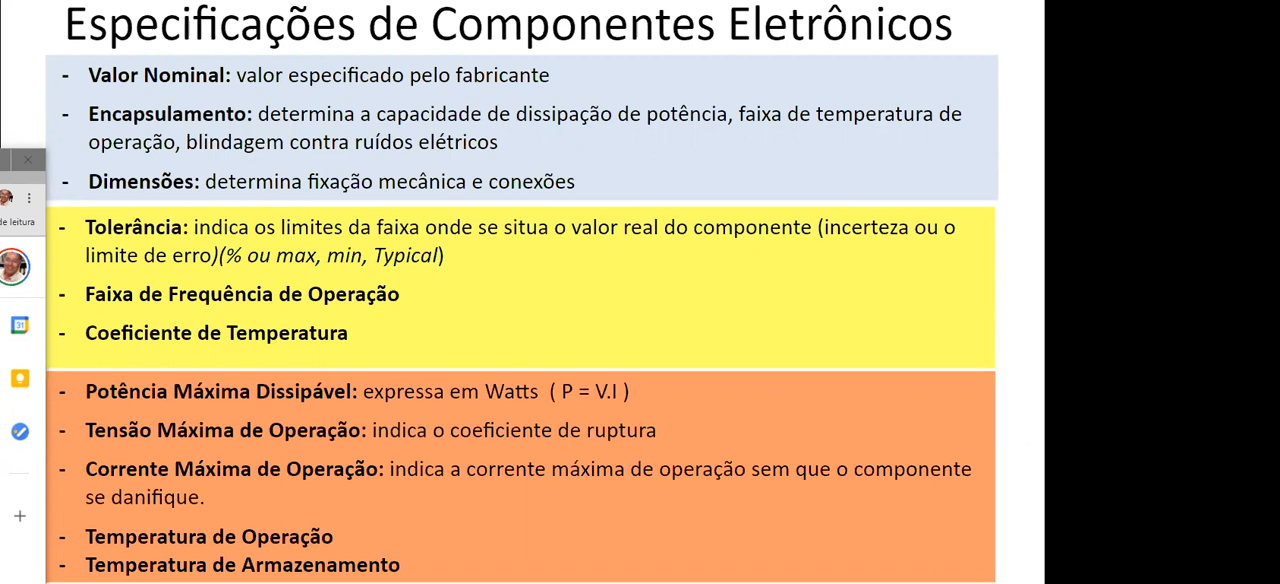 Especificações de Componentes Eletrônicos
- Valor Nominal: valor especificado pelo fabricante
- Encapsulamento: determina a capacidade de dissipação de potência, faixa de temperatura de
operação, blindagem contra ruídos elétricos
- Dimensões: determina fixação mecânica e conexões
de leitura
- Tolerância: indica os limites da faixa onde se situa o valor real do componente (incerteza ou o
limite de erro)(% ou max, min, Typical)
- Faixa de Frequência de Operação
31
- Coeficiente de Temperatura
- Potência Máxima Dissipável: expressa em Watts ( P = V.I )
- Tensão Máxima de Operação: indica o coeficiente de ruptura
- Corrente Máxima de Operação: indica a corrente máxima de operação sem que o componente
se danifique.
- Temperatura de Operação
- Temperatura de Armazenamento